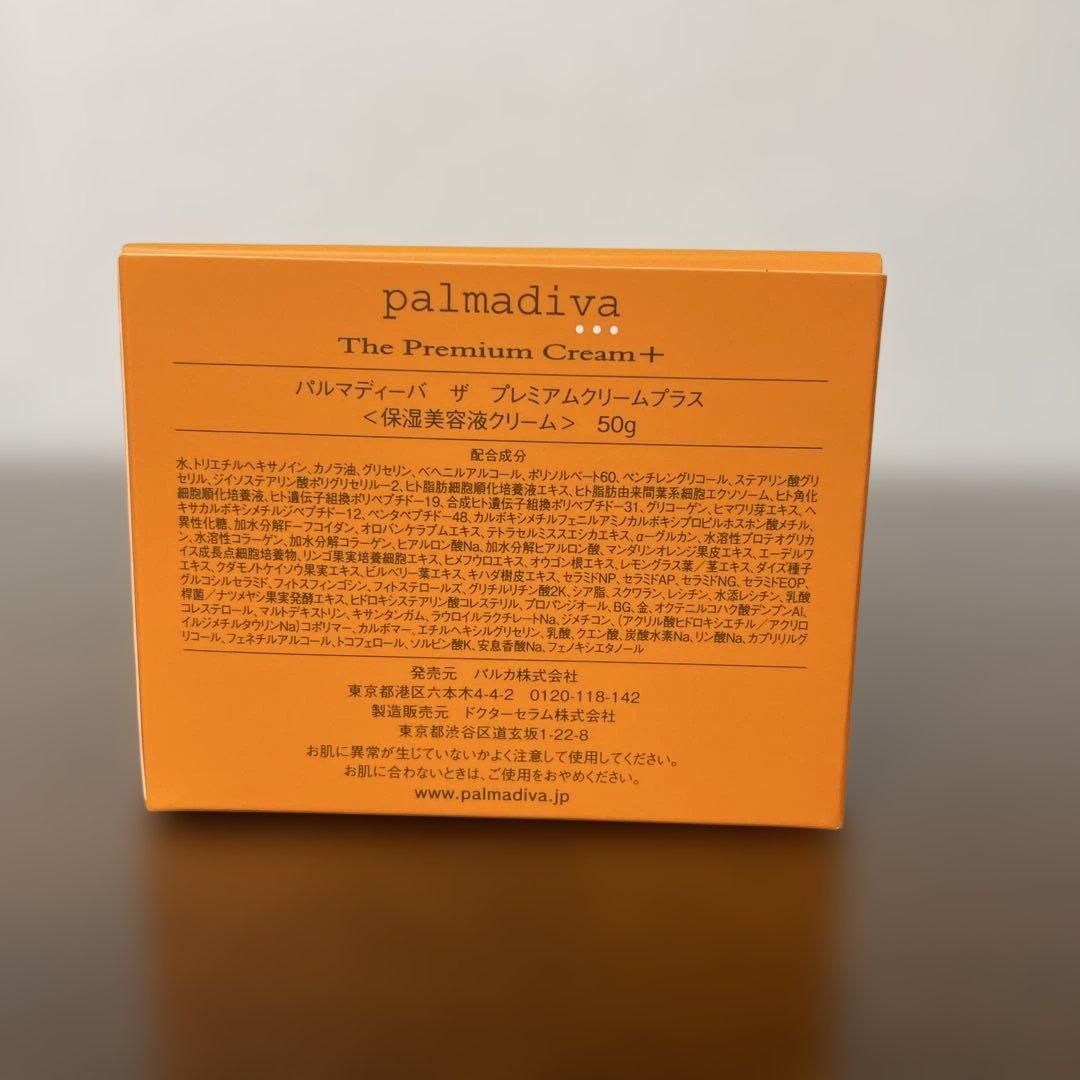 palmadiva
The Premium Cream+
パルマディーバ ザ プレミアムクリームプラス
＜保湿美容液クリーム＞ 50g
配合成分
水、トリエチルヘキサノイン、カノラ油、グリセリン、ベヘニルアルコール、ポリソルベート60、ペンチレングリコール、ステアリン酸グリ
セリル、ジイソステアリン酸ポリグリセリルー2、ヒト脂肪細胞順化培養液エキス、ヒト脂肪由来間葉系細胞エクソソーム、ヒト角化
細胞順化培養液、ヒト遺伝子組換ポリペプチド-19、合成ヒト遺伝子組換ポリペプチド-31、グリコーゲン、ヒマワリ芽エキス、ヘ
キサカルボキシメチルジペプチド-12、ペンタペプチド-48、カルボキシメチルフェニルアミノカルボキシプロピルホスホン酸メチル、
異性化糖、加水分解F－フコイダン、オロバンケラプムエキス、テトラセルミススエシカエキス、αーグルカン、水溶性プロテオグリカ
ン、水溶性コラーゲン、加水分解コラーゲン、ヒアルロン酸Na、加水分解ヒアルロン酸、マンダリンオレンジ果皮エキス、エーデルワ
イス成長点細胞培養物、リンゴ果実培養細胞エキス、ヒメフウロエキス、オウゴン根エキス、レモングラス葉／茎エキス、ダイズ種子
エキス、クダモノトケイソウ果実エキス、ビルベリー葉エキス、キハダ樹皮エキス、セラミドNP、セラミドAP、セラミドNG、セラミドEOP、
グルコシルセラミド、フィトスフィンゴシン、フィトステロールズ、グリチルリチン酸2K、シア脂、スクワラン、レシチン、水添レシチン、乳酸
桿菌／ナツメヤシ果実発酵エキス、ヒドロキシステアリン酸コレステリル、プロパンジオール、BG、金、オクテニルコハク酸デンプンAl、
コレステロール、マルトデキストリン、キサンタンガム、ラウロイルラクチレートNa、ジメチコン、（アクリル酸ヒドロキシエチル／アクリロ
イルジメチルタウリンNa）コポリマー、カルボマー、エチルヘキシルグリセリン、乳酸、クエン酸、炭酸水素Na、リン酸Na、カプリリルグ
リコール、フェネチルアルコール、トコフェロール、ソルビン酸K、安息香酸Na、フェノキシエタノール
発売元 バルカ株式会社
東京都港区六本木4-4-2 0120-118-142
製造販売元 ドクターセラム株式会社
東京都渋谷区道玄坂1-22-8
お肌に異常が生じていないかよく注意して使用してください。
お肌に合わないときは、ご使用をおやめください。
www.palmadiva.jp